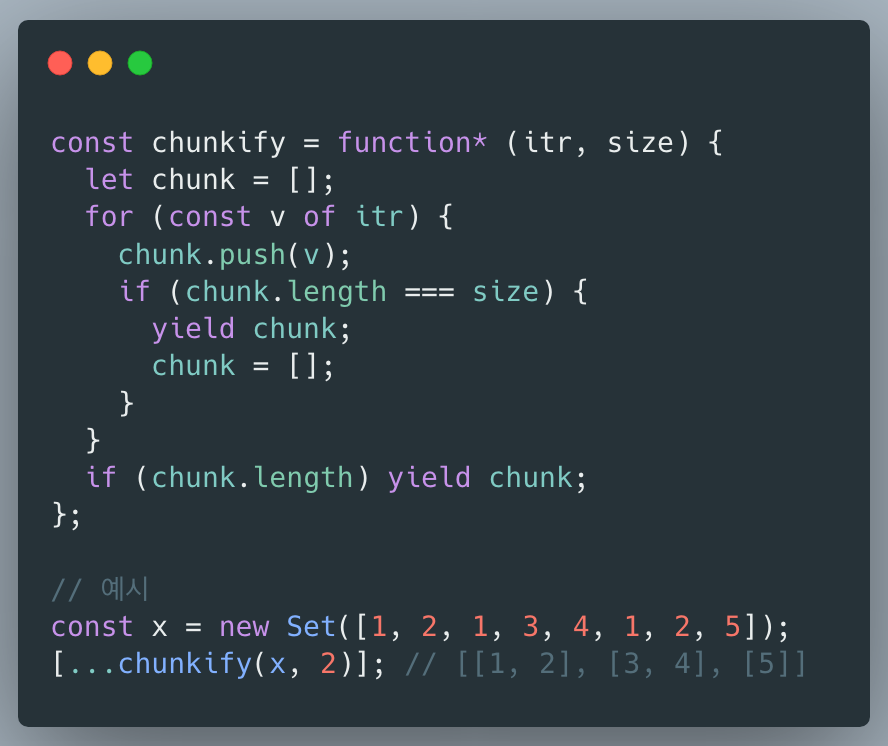 const chunkify = function* (itr, size) {
  let chunk = [];
  for (const v of itr) {
    chunk.push(v);
    if (chunk.length === size) {
      yield chunk;
      chunk = [];
    }
  }
  if (chunk.length) yield chunk;
};

// 예시
const x = new Set([1, 2, 1, 3, 4, 1, 2, 5]);
[...chunkify(x, 2)]; // [[1, 2], [3, 4], [5]]